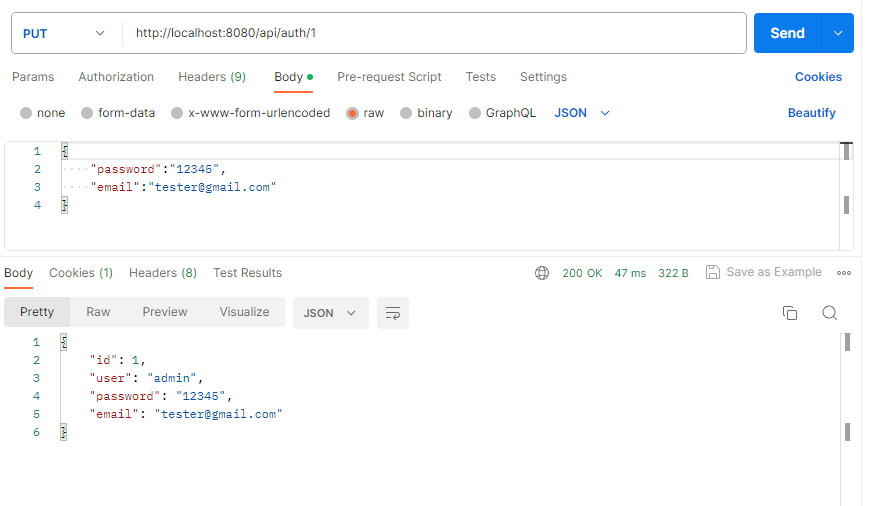 PUT http://localhost:8080/api/auth/1 Send
Params Authorization Headers (9) Body Pre-request Script Tests Settings Cookies
none form-data x-www-form-urlencoded raw binary GraphQL JSON Beautify
1 {
2 ····"password":"12345",
3 ····"email":"tester@gmail.com"
4 }
Body Cookies (1) Headers (8) Test Results 200 OK 47 ms 322 B Save as Example
Pretty Raw Preview Visualize JSON
1 {
2 "id": 1,
3 "user": "admin",
4 "password": "12345",
5 "email": "tester@gmail.com"
6 }